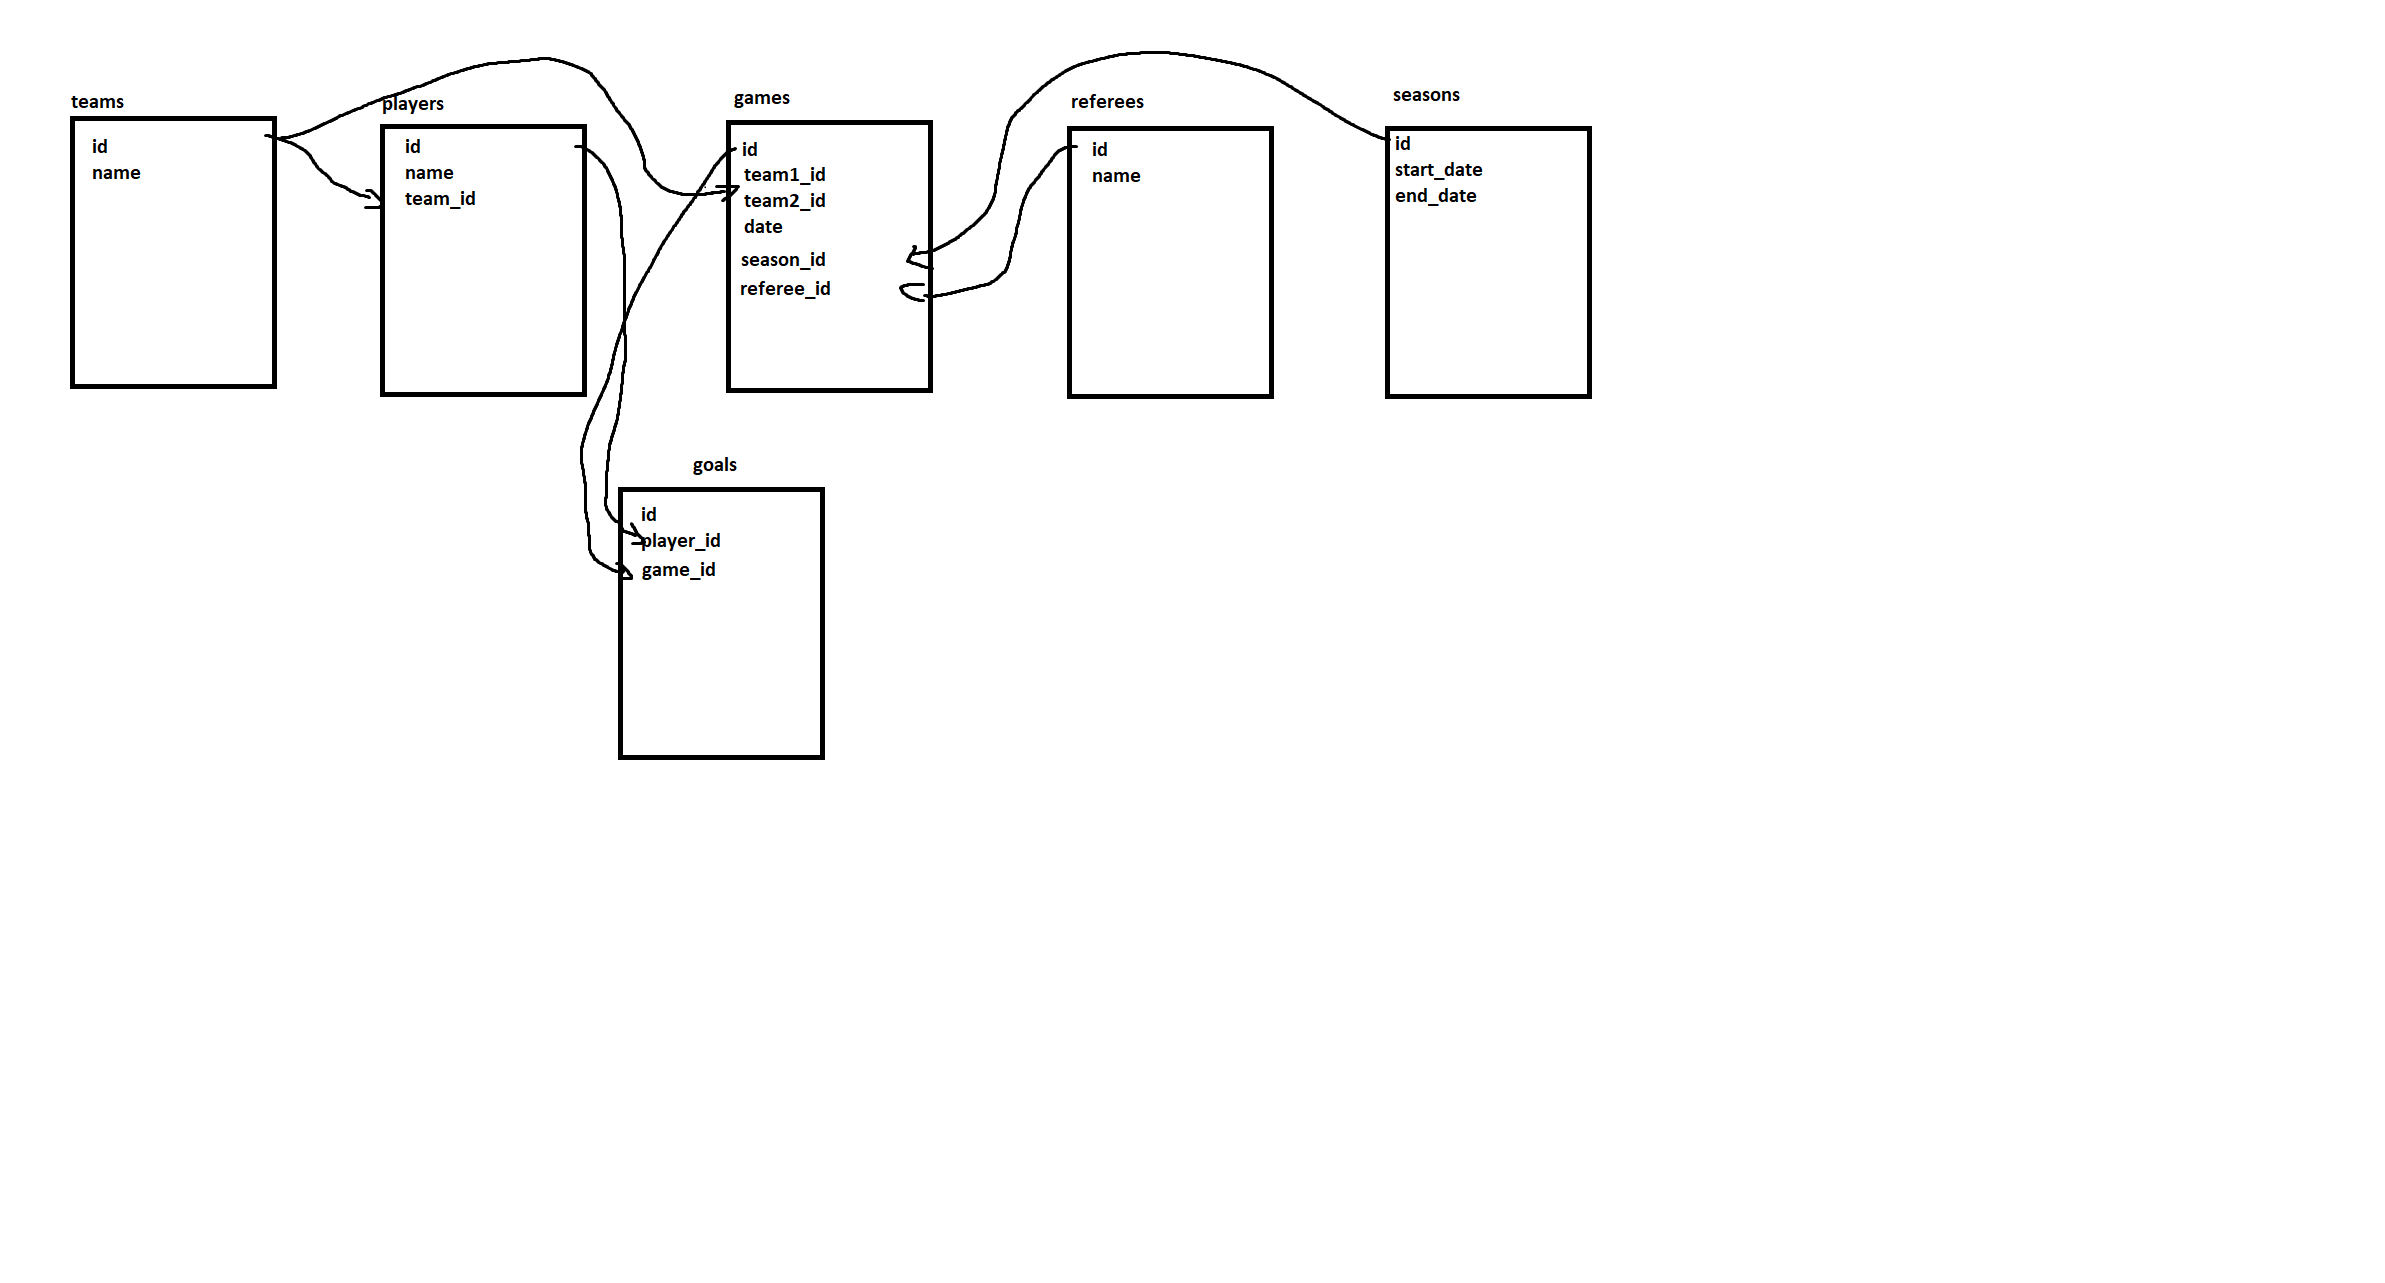 teams
id
name
players
id
name
team_id
games
id
team1_id
team2_id
date
season_id
referee_id
referees
id
name
seasons
id
start_date
end_date
goals
id
player_id
game_id